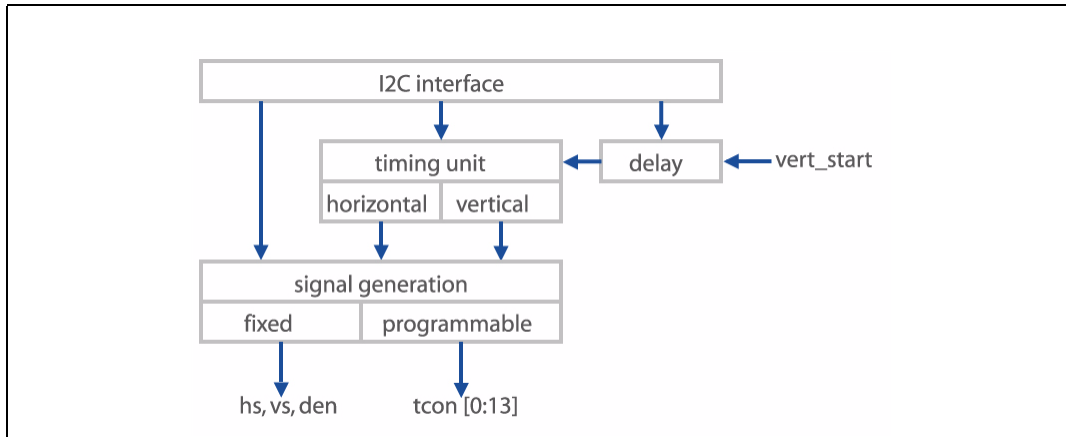 I2C interface
timing unit
delay
vert_start
horizontal
vertical
signal generation
fixed
programmable
hs, vs, den
tcon [0:13]